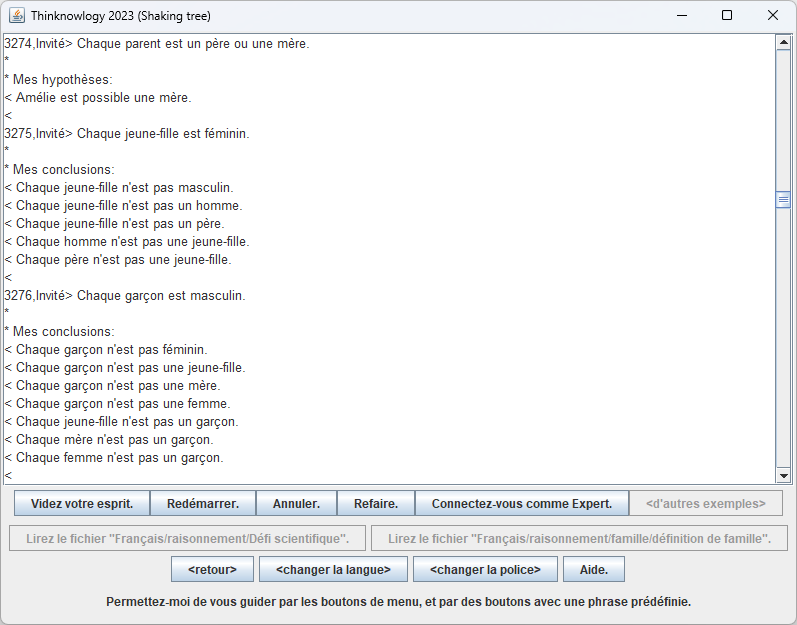 Thinknowlogy 2023 (Shaking tree)
3274,Invité> Chaque parent est un père ou une mère.
*
* Mes hypothèses:
< Amélie est possible une mère.
<
3275,Invité> Chaque jeune-fille est féminin.
*
* Mes conclusions:
< Chaque jeune-fille n'est pas masculin.
< Chaque jeune-fille n'est pas un homme.
< Chaque jeune-fille n'est pas un père.
< Chaque homme n'est pas une jeune-fille.
< Chaque père n'est pas une jeune-fille.
<
3276,Invité> Chaque garçon est masculin.
*
* Mes conclusions:
< Chaque garçon n'est pas féminin.
< Chaque garçon n'est pas une jeune-fille.
< Chaque garçon n'est pas une mère.
< Chaque garçon n'est pas une femme.
< Chaque jeune-fille n'est pas un garçon.
< Chaque mère n'est pas un garçon.
< Chaque femme n'est pas un garçon.
<
Videz votre esprit. Redémarrer. Annuler. Refaire. Connectez-vous comme Expert. <d'autres exemples>
Lirez le fichier "Français/raisonnement/Défi scientifique". Lirez le fichier "Français/raisonnement/famille/définition de famille".
<retour> <changer la langue> <changer la police> Aide.
Permettez-moi de vous guider par les boutons de menu, et par des boutons avec une phrase prédéfinie.